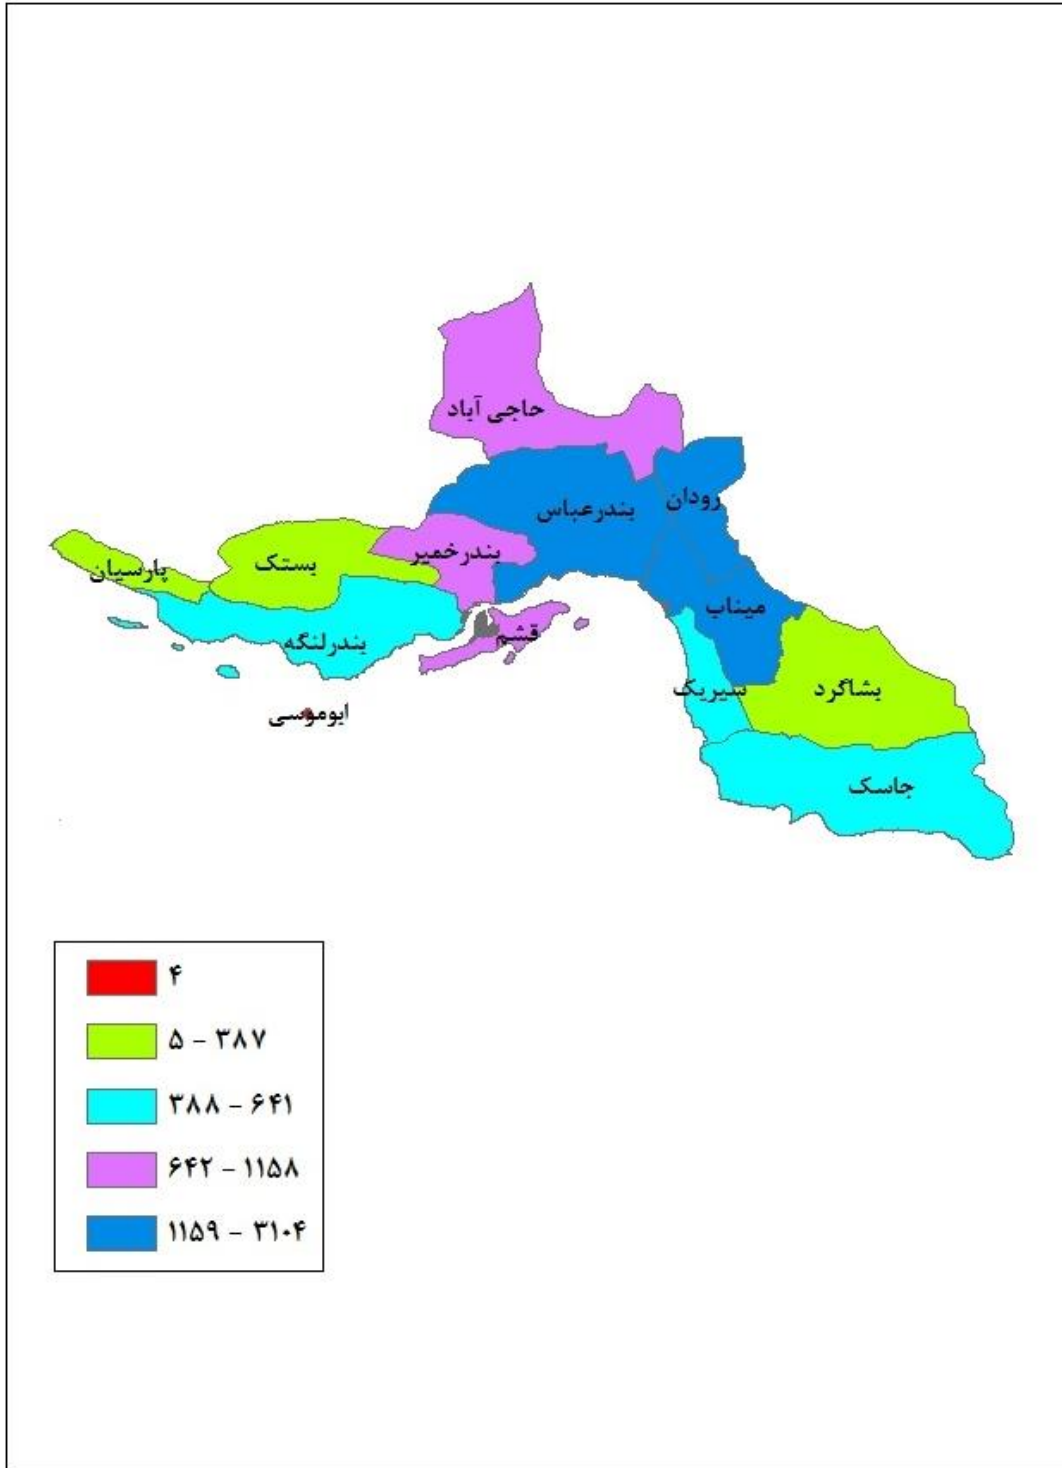 حاجی آباد
رودان
بندرعباس
بندرخمیر
بستک
پارسیان
میناب
قشم
بندرلنگه
سیریک
بشاگرد
ابوموسی
جاسک
۴
۵ - ۳۸۷
۳۸۸ - ۶۴۱
۶۴۲ - ۱۱۵۸
۱۱۵۹ - ۳۱۰۴